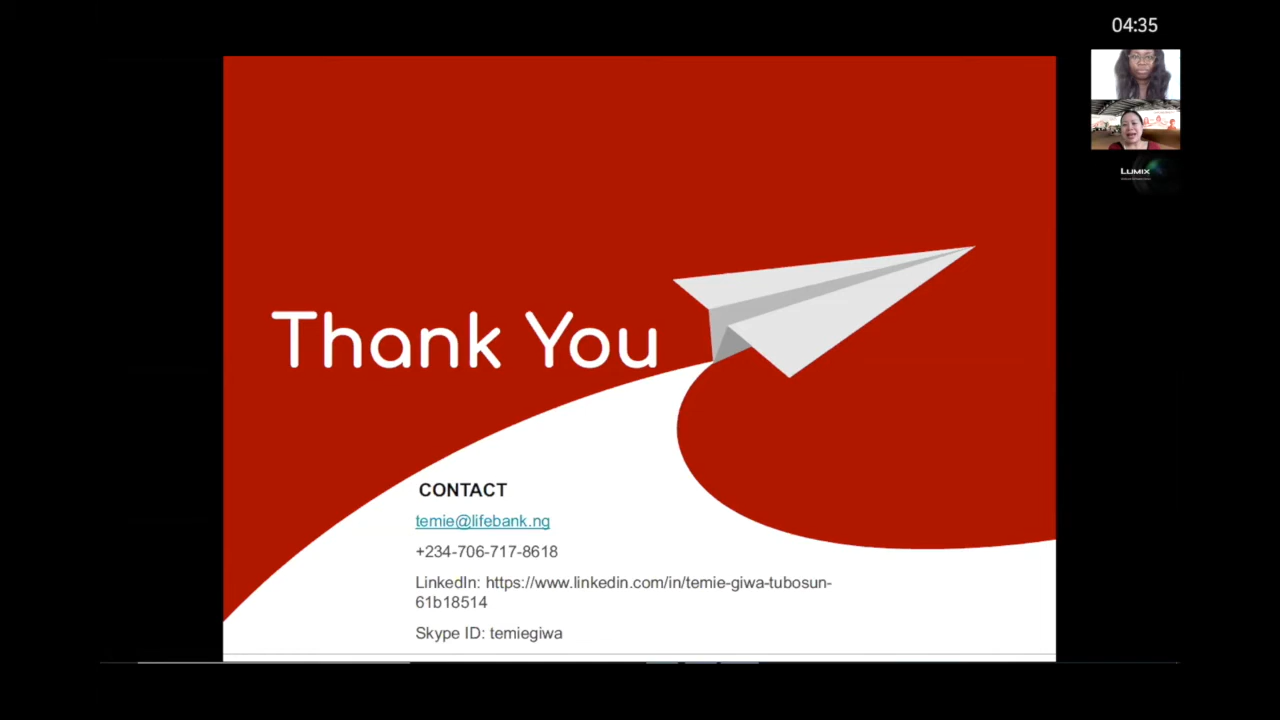 04:35
LUMIX
Thank You
CONTACT
temie@lifebank.ng
+234-706-717-8618
LinkedIn: https://www.linkedin.com/in/temie-giwa-tubosun-
61b18514
Skype ID: temiegiwa